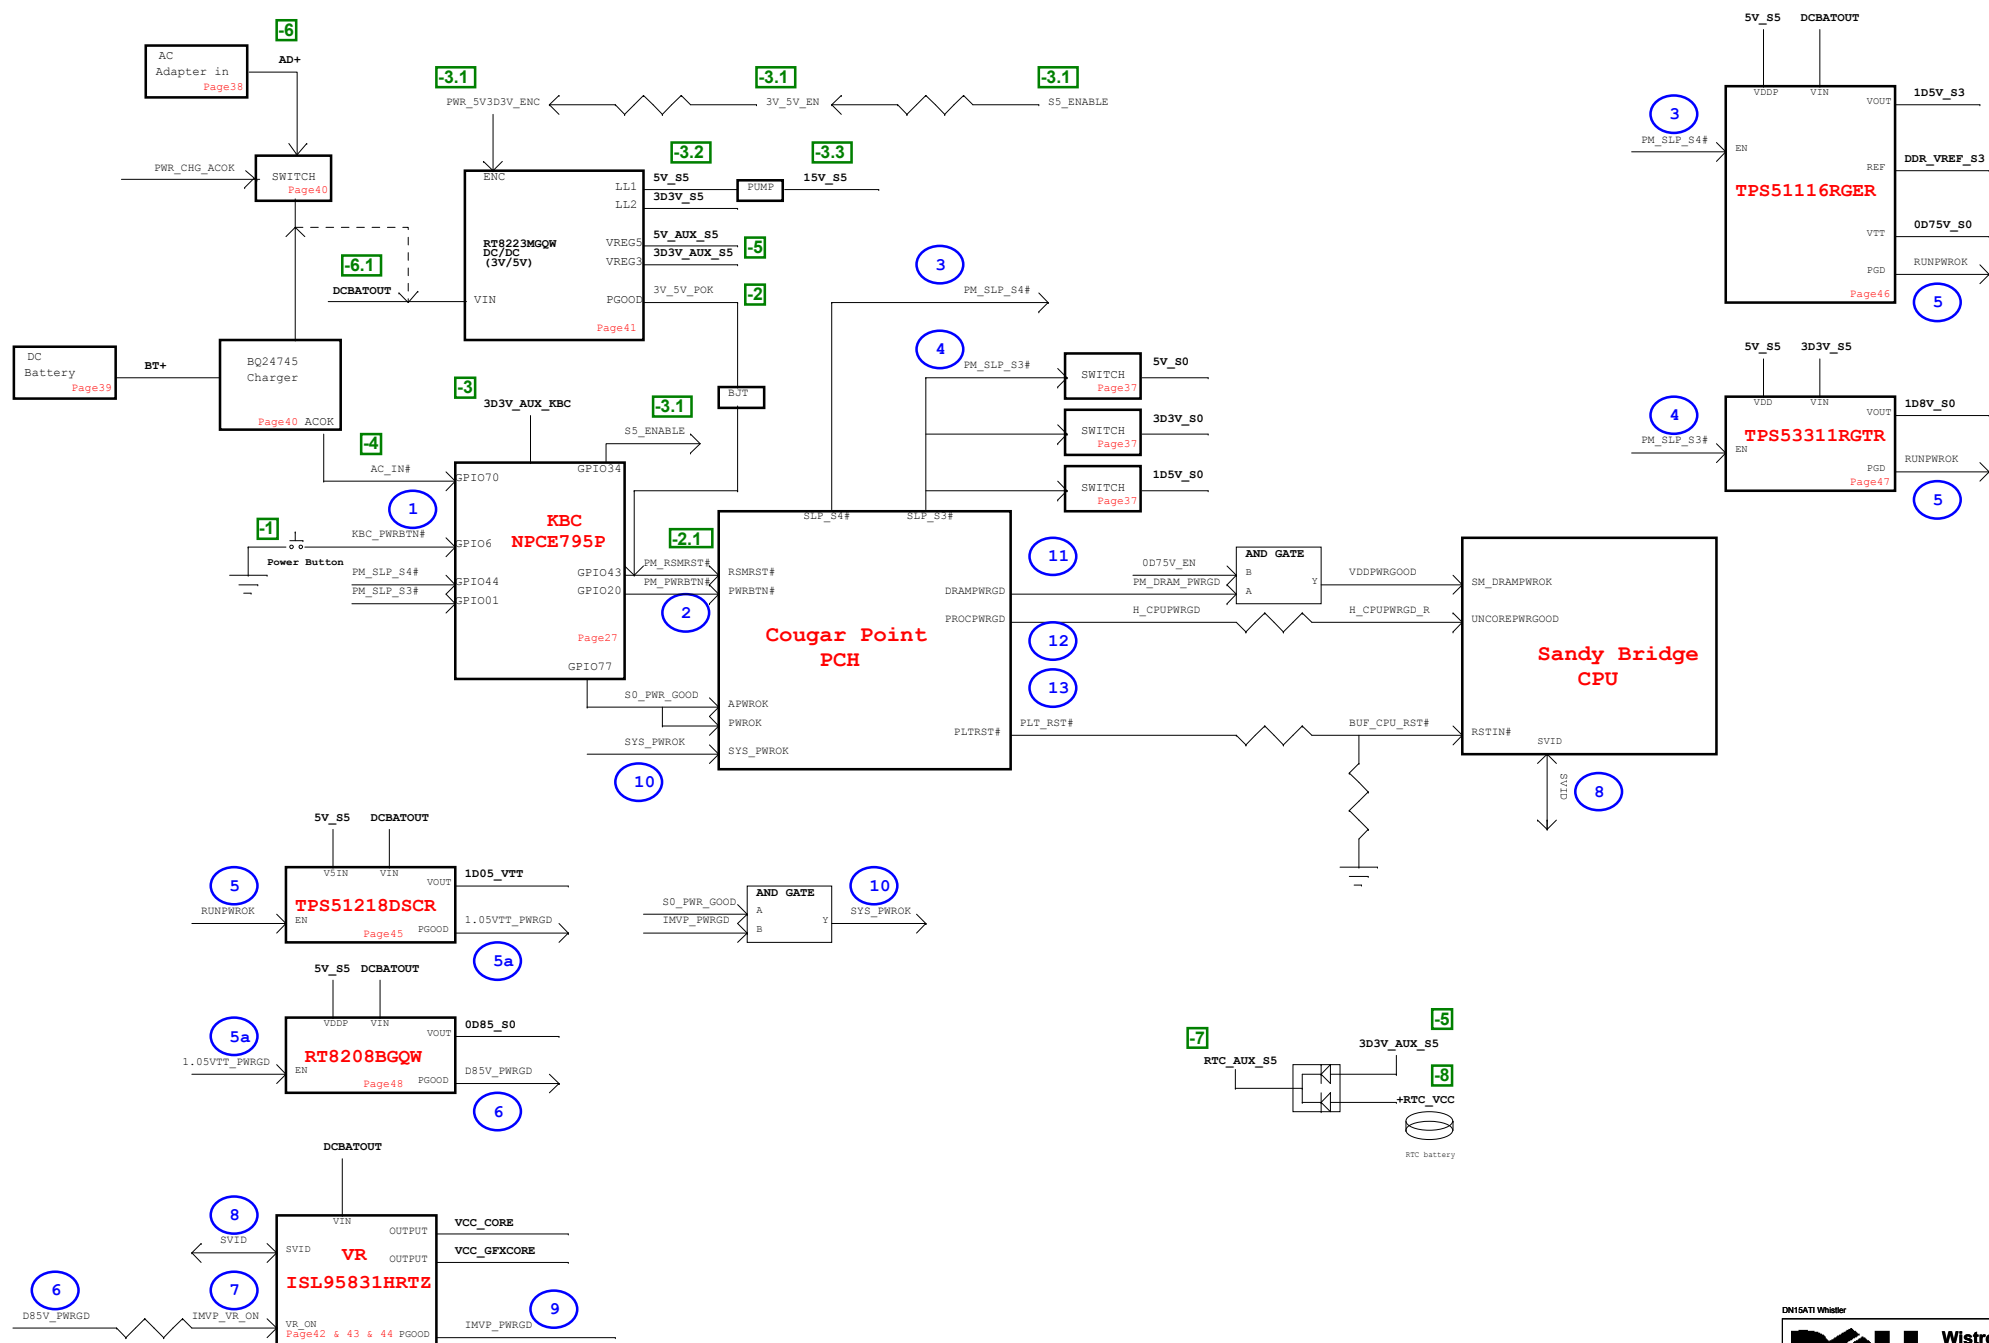 -6
AC
Adapter in
Page38
AD+
-3.1
PWR_5V3D3V_ENC
-3.1
3V_5V_EN
-3.1
S5_ENABLE
PWR_CHG_ACOK
SWITCH
Page40
-6.1
DCBATOUT
ENC
RT8223MGQW
DC/DC
(3V/5V)
VIN
LL1
LL2
VREG5
VREG3
PGOOD
Page41
-3.2
5V_S5
3D3V_S5
PUMP
-3.3
15V_S5
5V_AUX_S5
3D3V_AUX_S5
-5
3V_5V_POK
-2
BJT
DC
Battery
Page39
BT+
BQ24745
Charger
Page40 ACOK
-4
AC_IN#
1
-1
KBC_PWRBTN#
Power Button
PM_SLP_S4#
PM_SLP_S3#
-3
3D3V_AUX_KBC
-3.1
S5_ENABLE
GPIO34
GPIO70
KBC
NPCE795P
GPIO6
GPIO44
GPIO01
GPIO43
GPIO20
Page27
GPIO77
-2.1
PM_RSMRST#
PM_PWRBTN#
2
S0_PWR_GOOD
SYS_PWROK
10
3
PM_SLP_S4#
4
PM_SLP_S3#
SWITCH
Page37
5V_S0
SWITCH
Page37
3D3V_S0
SWITCH
Page37
1D5V_S0
SLP_S4#
SLP_S3#
RSMRST#
PWRBTN#
DRAMPWRGD
PROCPWRGD
Cougar Point
PCH
APWROK
PWROK
SYS_PWROK
PLTRST#
11
12
13
0D75V_EN
PM_DRAM_PWRGD
AND GATE
B
A
Y
VDDPWRGOOD
H_CPUPWRGD
H_CPUPWRGD_R
PLT_RST#
BUF_CPU_RST#
SM_DRAMPWROK
UNCOREPWRGOOD
Sandy Bridge
CPU
RSTIN#
SVID
SVID
8
5V_S5
DCBATOUT
VDDP
VIN
3
PM_SLP_S4#
EN
TPS51116RGER
VOUT
REF
VTT
PGD
Page46
1D5V_S3
DDR_VREF_S3
0D75V_S0
RUNPWROK
5
5V_S5
3D3V_S5
VDD
VIN
4
PM_SLP_S3#
EN
TPS53311RGTR
VOUT
PGD
Page47
1D8V_S0
RUNPWROK
5
5V_S5
DCBATOUT
V5IN
VIN
5
RUNPWROK
EN
TPS51218DSCR
VOUT
Page45
PGOOD
1D05_VTT
1.05VTT_PWRGD
5a
S0_PWR_GOOD
IMVP_PWRGD
AND GATE
A
B
Y
10
SYS_PWROK
5V_S5
DCBATOUT
VDDP
VIN
5a
1.05VTT_PWRGD
EN
RT8208BGQW
VOUT
Page48
PGOOD
0D85_S0
D85V_PWRGD
6
-7
RTC_AUX_S5
-5
3D3V_AUX_S5
-8
+RTC_VCC
RTC battery
DCBATOUT
VIN
8
SVID
SVID
VR
ISL95831HRTZ
OUTPUT
OUTPUT
VCC_CORE
VCC_GFXCORE
6
D85V_PWRGD
7
IMVP_VR_ON
VR_ON
Page42 & 43 & 44
PGOOD
9
IMVP_PWRGD
DN15ATI Whistler